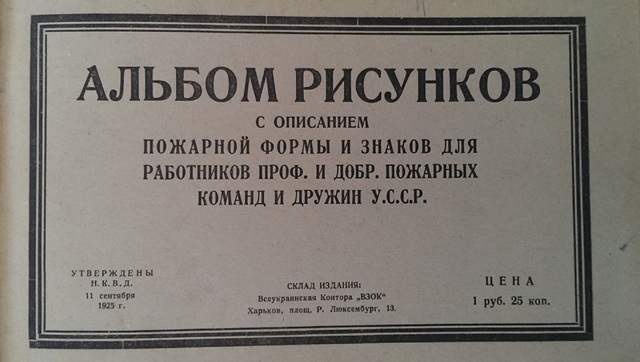 АЛЬБОМ РИСУНКОВ
С ОПИСАНИЕМ
ПОЖАРНОЙ ФОРМЫ И ЗНАКОВ ДЛЯ
РАБОТНИКОВ ПРОФ. И ДОБР. ПОЖАРНЫХ
КОМАНД И ДРУЖИН У.С.С.Р.
УТВЕРЖДЕНЫ
Н.К.В.Д.
11 сентября
1925 г.
СКЛАД ИЗДАНИЯ:
Всеукраинская Контора „ВЗОК"
Харьков, площ. Р. Люксембург, 13.
ЦЕНА
1 руб. 25 коп.